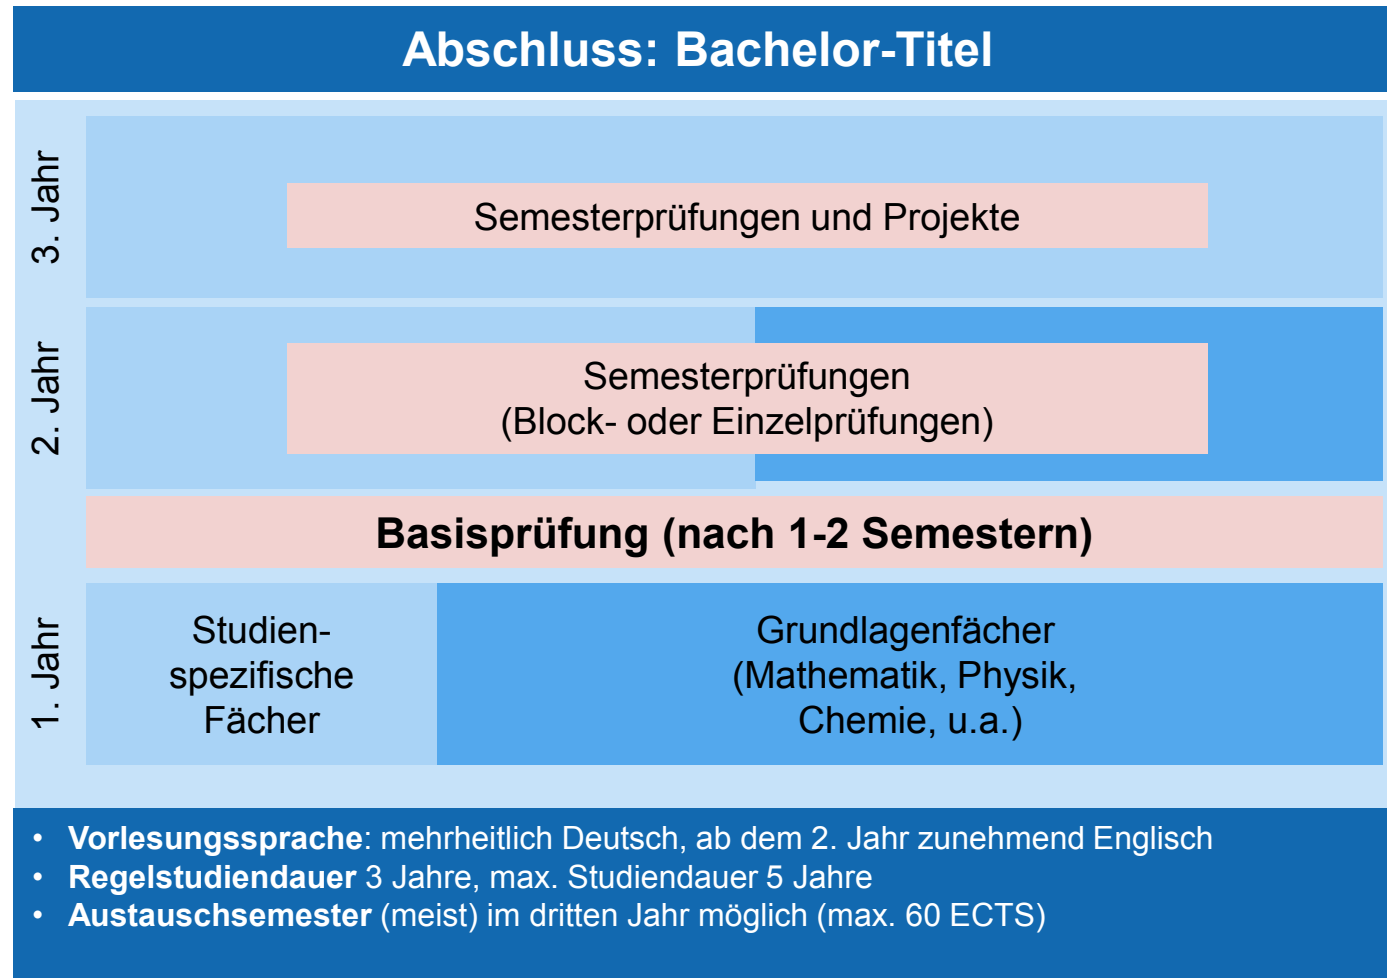 Abschluss: Bachelor-Titel
3. Jahr
Semesterprüfungen und Projekte
2. Jahr
Semesterprüfungen
(Block- oder Einzelprüfungen)
Basisprüfung (nach 1-2 Semestern)
1. Jahr
Studien-
spezifische
Fächer
Grundlagenfächer
(Mathematik, Physik,
Chemie, u.a.)
• Vorlesungssprache: mehrheitlich Deutsch, ab dem 2. Jahr zunehmend Englisch
• Regelstudiendauer 3 Jahre, max. Studiendauer 5 Jahre
• Austauschsemester (meist) im dritten Jahr möglich (max. 60 ECTS)